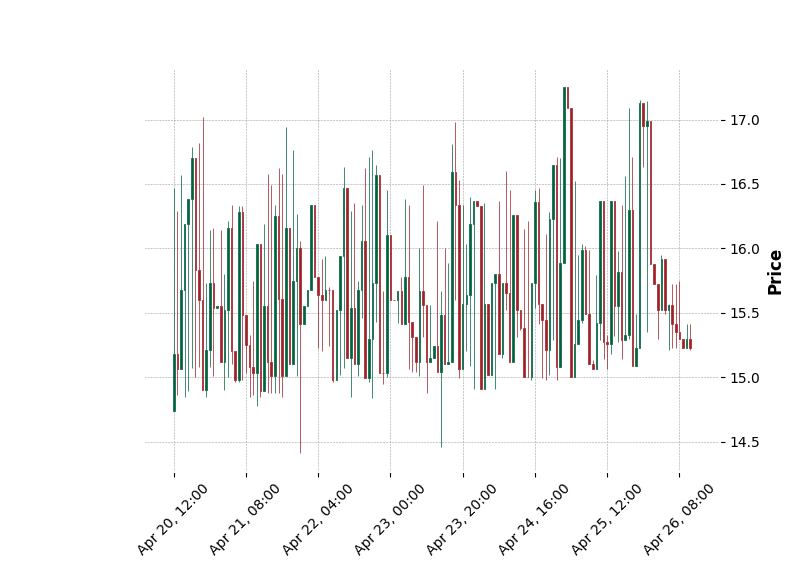 17.0
16.5
16.0
15.5
15.0
14.5
Price
Apr 20, 12:00
Apr 21, 08:00
Apr 22, 04:00
Apr 23, 00:00
Apr 23, 20:00
Apr 24, 16:00
Apr 25, 12:00
Apr 26, 08:00